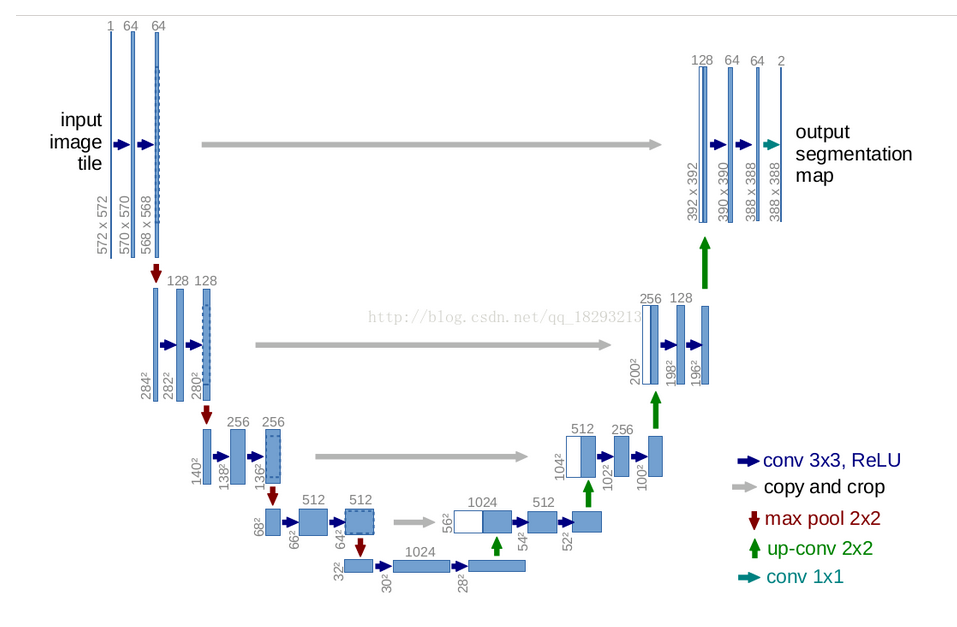 1 64 64
input
image
tile
572 x 572
570 x 570
568 x 568
128 64 64 2
output
segmentation
map
392 x 392
390 x 390
388 x 388
388 x 388
128 128
284²
282²
280²
http://blog.csdn.net/qq_18293213
256 128
200²
198²
196²
256 256
140²
138²
136²
512 256
104²
102²
100²
512 512
68²
66²
64²
1024 512
56²
54²
52²
1024
32²
30²
28²
conv 3x3, ReLU
copy and crop
max pool 2x2
up-conv 2x2
conv 1x1